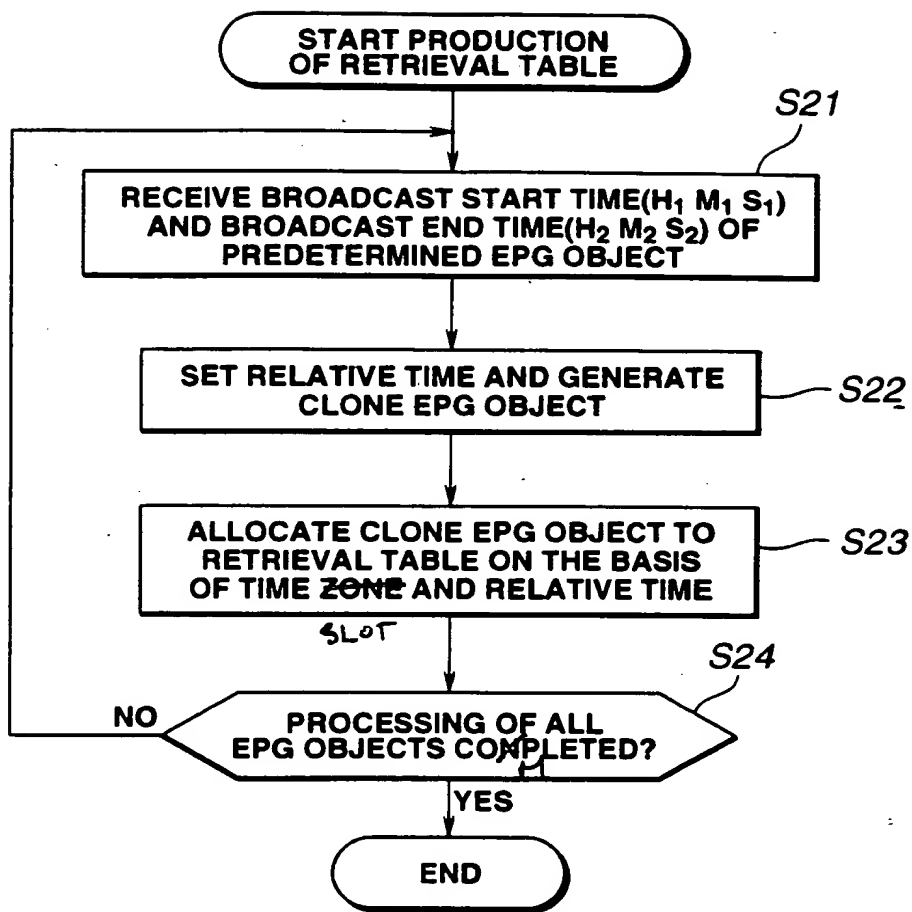 START PRODUCTION
OF RETRIEVAL TABLE
S21
RECEIVE BROADCAST START TIME(H₁ M₁ S₁)
AND BROADCAST END TIME(H₂ M₂ S₂) OF
PREDETERMINED EPG OBJECT
SET RELATIVE TIME AND GENERATE
CLONE EPG OBJECT
S22
ALLOCATE CLONE EPG OBJECT TO
RETRIEVAL TABLE ON THE BASIS
OF TIME ZONE AND RELATIVE TIME
SLOT
S23
S24
NO
PROCESSING OF ALL
EPG OBJECTS CONPLETED?
M
YES
END